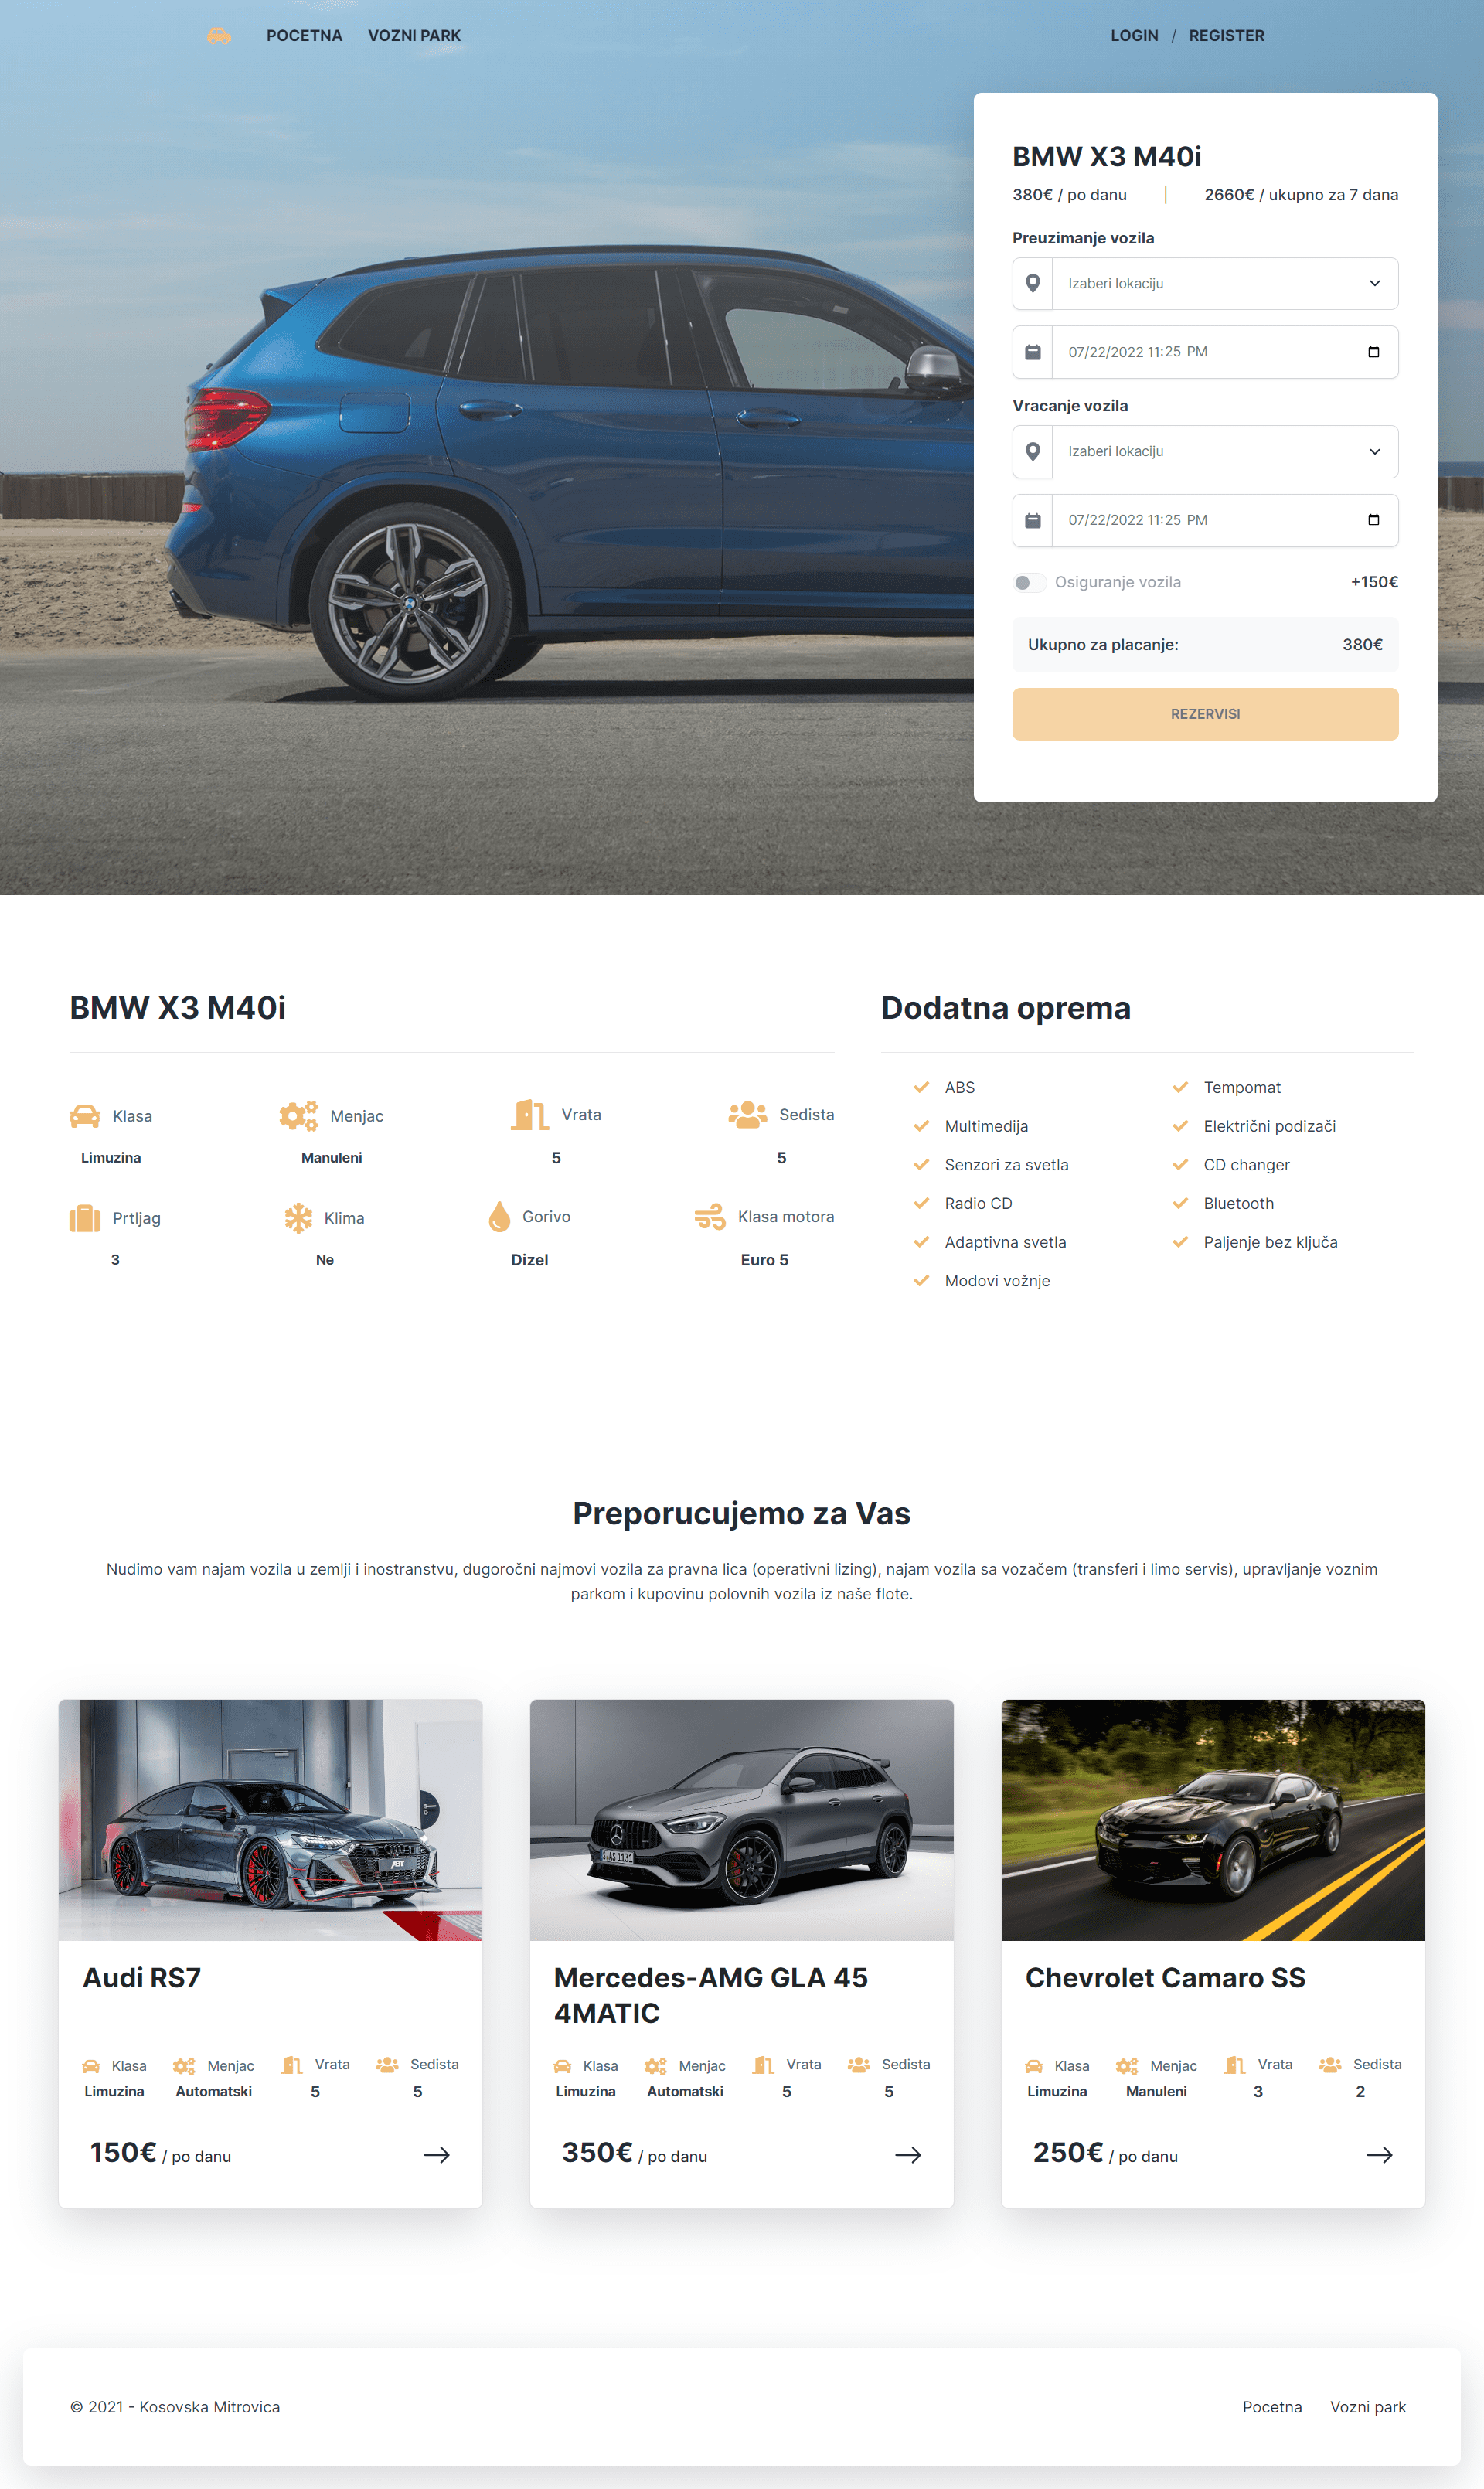 POCETNA VOZNI PARK LOGIN / REGISTER
BMW X3 M40i
380€ / po danu | 2660€ / ukupno za 7 dana
Preuzimanje vozila
Izaberi lokaciju
07/22/2022 11:25 PM
Vracanje vozila
Izaberi lokaciju
07/22/2022 11:25 PM
Osiguranje vozila +150€
Ukupno za placanje: 380€
REZERVISI
BMW X3 M40i
Klasa Menjac Vrata Sedista
Limuzina Manuleni 5 5
Prtljag Klima Gorivo Klasa motora
3 Ne Dizel Euro 5
Dodatna oprema
ABS Tempomat
Multimedija Električni podizači
Senzori za svetla CD changer
Radio CD Bluetooth
Adaptivna svetla Paljenje bez ključa
Modovi vožnje
Preporucujemo za Vas
Nudimo vam najam vozila u zemlji i inostranstvu, dugoročni najmovi vozila za pravna lica (operativni lizing), najam vozila sa vozačem (transferi i limo servis), upravljanje voznim
parkom i kupovinu polovnih vozila iz naše flote.
ABT
Audi RS7
Klasa Menjac Vrata Sedista
Limuzina Automatski 5 5
150€ / po danu
S AS 1131
Mercedes-AMG GLA 45
4MATIC
Klasa Menjac Vrata Sedista
Limuzina Automatski 5 5
350€ / po danu
Chevrolet Camaro SS
Klasa Menjac Vrata Sedista
Limuzina Manuleni 3 2
250€ / po danu
© 2021 - Kosovska Mitrovica Pocetna Vozni park